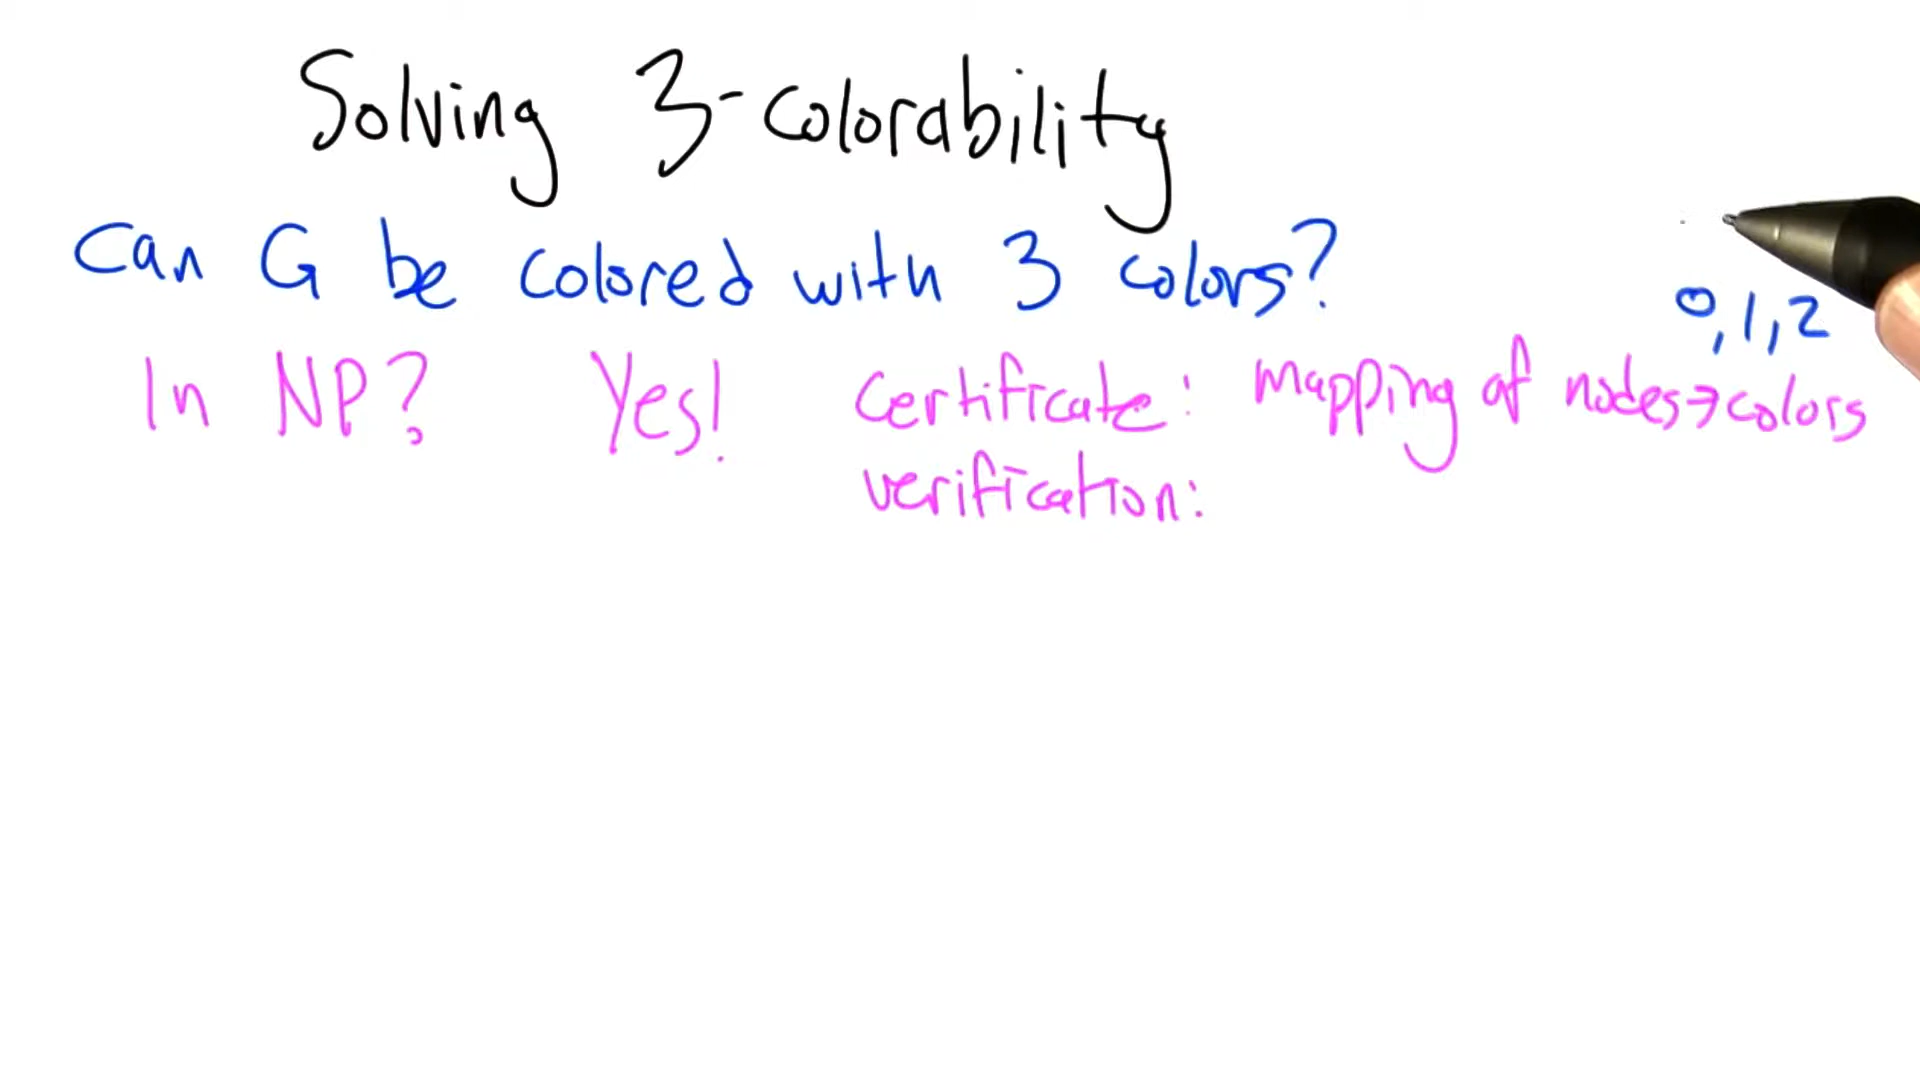 Solving 3-colorability
Can G be colored with 3 colors?
0,1,2
In NP? Yes! certificate: mapping of nodes→colors
verification: